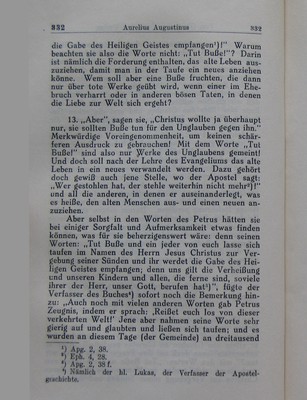 332 Aurelius Augustinus 332
die Gabe des Heiligen Geistes empfangen¹)!" Warum
beachten sie also die Worte nicht: „Tut Buße!"? Darin
ist nämlich die Forderung enthalten, das alte Leben aus-
zuziehen, damit man in der Taufe ein neues anziehen
könne. Wem soll aber eine Buße fruchten, die dann
nur über tote Werke geübt wird, wenn einer im Ehe-
bruch verharrt oder in anderen bösen Taten, in denen
die Liebe zur Welt sich ergeht?
13. „Aber", sagen sie, „Christus wollte ja überhaupt
nur, sie sollten Buße tun für den Unglauben gegen ihn."
Merkwürdige Voreingenommenheit, um keinen schär-
feren Ausdruck zu gebrauchen! Mit dem Worte „Tut
Buße!" sind also nur Werke des Unglaubens gemeint!
Und doch soll nach der Lehre des Evangeliums das alte
Leben in ein neues verwandelt werden. Dazu gehört
doch gewiß auch jene Stelle, wo der Apostel sagt:
„Wer gestohlen hat, der stehle weiterhin nicht mehr²)!"
und all die anderen, in denen er auseinanderlegt, was
es heiße, den alten Menschen aus- und einen neuen an-
zuziehen.
Aber selbst in den Worten des Petrus hätten sie
bei einiger Sorgfalt und Aufmerksamkeit etwas finden
können, was für sie beherzigenswert wäre: denn seinen
Worten: „Tut Buße und ein jeder von euch lasse sich
taufen im Namen des Herrn Jesus Christus zur Ver-
gebung seiner Sünden und ihr werdet die Gabe des Hei-
ligen Geistes empfangen; denn uns gilt die Verheißung
und unseren Kindern und allen, die ferne sind, soviele
ihrer der Herr, unser Gott, berufen hat³)", fügte der
Verfasser des Buches⁴) sofort noch die Bemerkung hin-
zu: „Auch noch mit vielen anderen Worten gab Petrus
Zeugnis, indem er sprach: ‚Reißet euch los von dieser
verkehrten Welt!' Jene aber nahmen seine Worte sehr
gierig auf und glaubten und ließen sich taufen; und es
wurden an diesem Tage (der Gemeinde) an dreitausend
¹) Apg. 2, 38.
²) Eph. 4, 28.
³) Apg. 2, 38 f.
⁴) Nämlich der hl. Lukas, der Verfasser der Apostel-
geschichte.